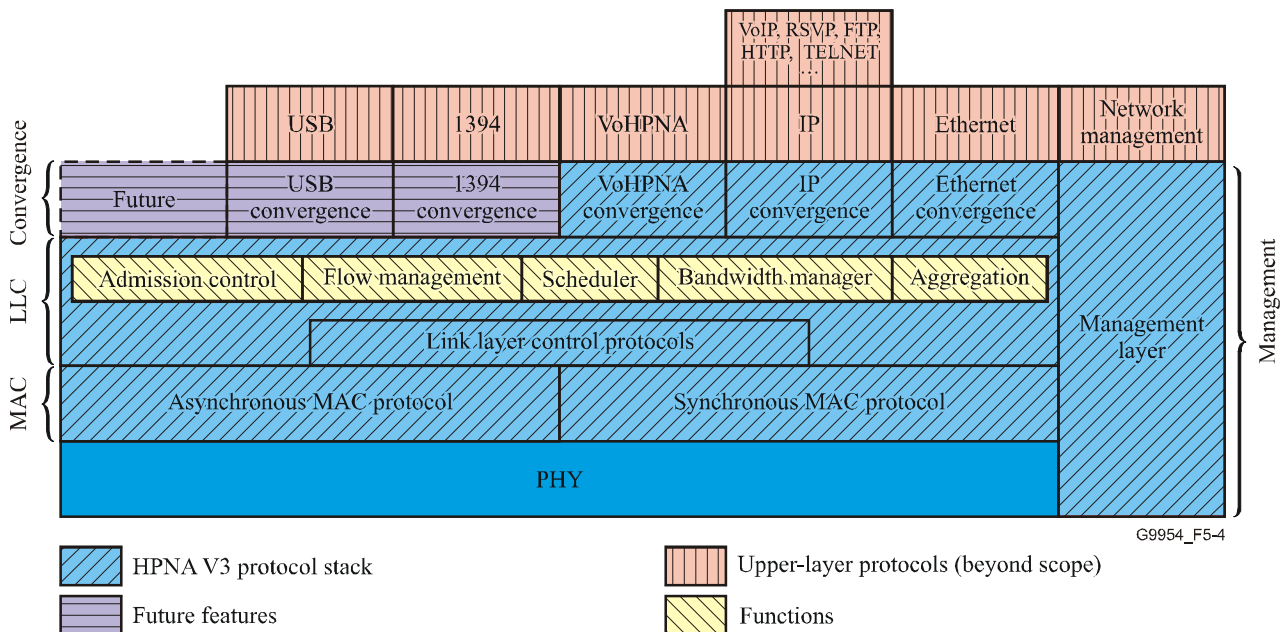 VoIP, RSVP, FTP,
HTTP, TELNET
...
USB
1394
VoHPNA
IP
Ethernet
Network
management
Convergence
Future
USB
convergence
1394
convergence
VoHPNA
convergence
IP
convergence
Ethernet
convergence
LLC
Admission control
Flow management
Scheduler
Bandwidth manager
Aggregation
Link layer control protocols
Management
layer
Management
MAC
Asynchronous MAC protocol
Synchronous MAC protocol
PHY
G9954_F5-4
HPNA V3 protocol stack
Upper-layer protocols (beyond scope)
Future features
Functions